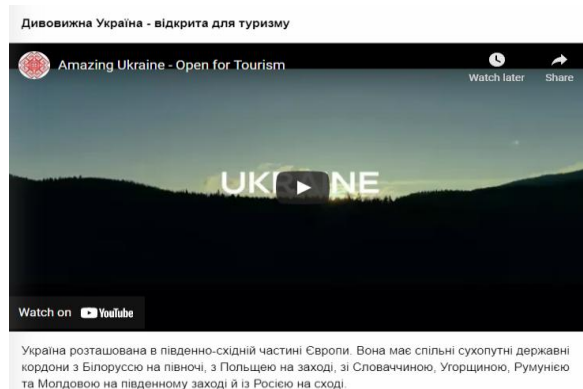 Дивовижна Україна - відкрита для туризму
Amazing Ukraine - Open for Tourism
Watch later
Share
UKRAINE
Watch on YouTube
Україна розташована в південно-східній частині Європи. Вона має спільні сухопутні державні
кордони з Білоруссю на півночі, з Польщею на заході, зі Словаччиною, Угорщиною, Румунією
та Молдовою на південному заході й із Росією на сході.